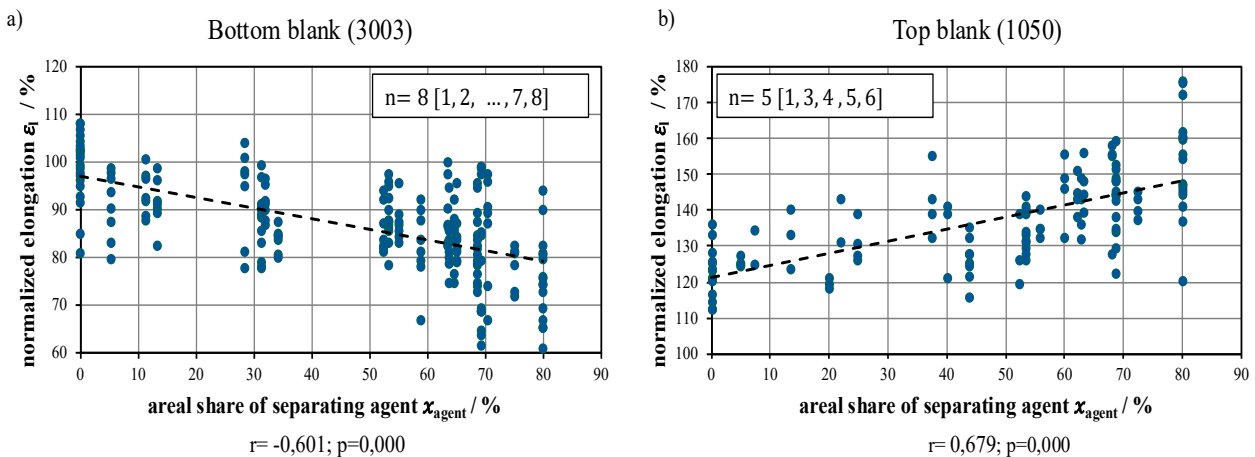 a)
Bottom blank (3003)
normalized elongation ε_l / %
120
110
100
90
80
70
60
n= 8 [1, 2, …, 7, 8]
0 10 20 30 40 50 60 70 80 90
areal share of separating agent x_agent / %
r= -0,601; p=0,000
b)
Top blank (1050)
normalized elongation ε_l / %
180
170
160
150
140
130
120
110
100
n= 5 [1, 3, 4 , 5, 6]
0 10 20 30 40 50 60 70 80 90
areal share of separating agent x_agent / %
r= 0,679; p=0,000